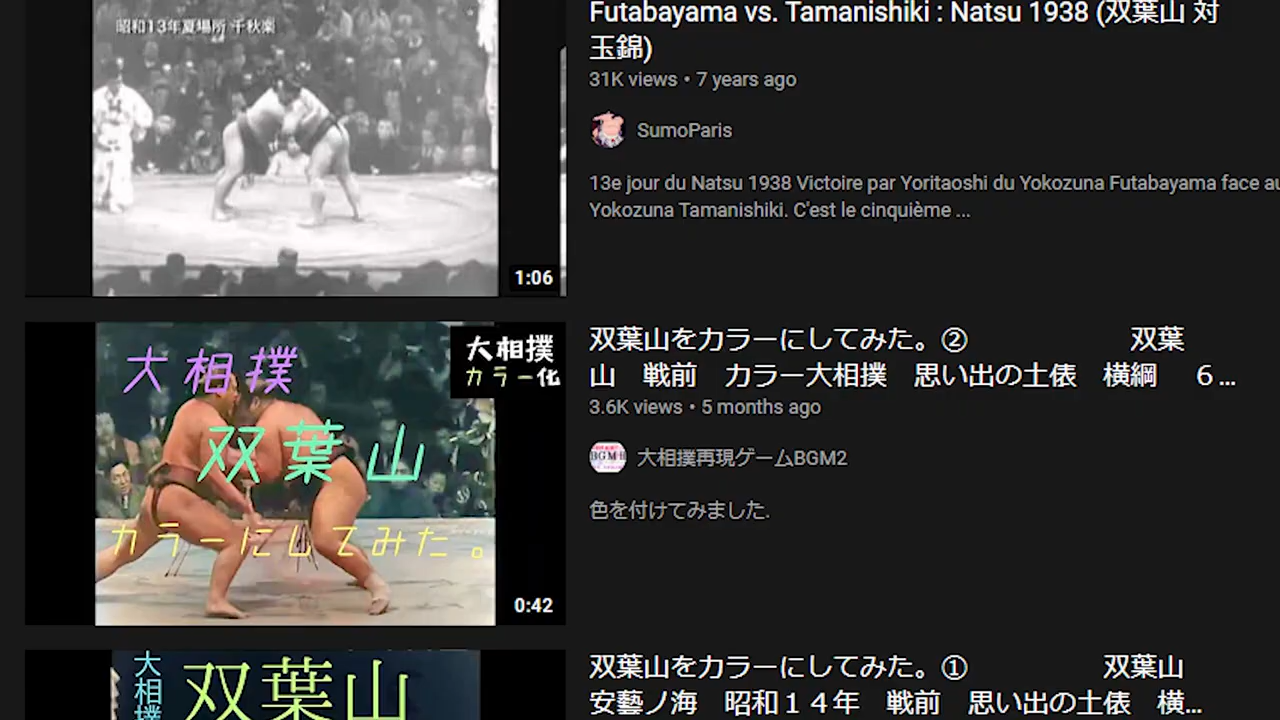 昭和13年夏場所 千秋楽
1:06
Futabayama vs. Tamanishiki : Natsu 1938 (双葉山 対
玉錦)
31K views • 7 years ago
SumoParis
13e jour du Natsu 1938 Victoire par Yoritaoshi du Yokozuna Futabayama face au
Yokozuna Tamanishiki. C'est le cinquième ...
大相撲
双葉山
カラーにしてみた。
大相撲
カラー化
0:42
双葉山をカラーにしてみた。② 双葉
山 戦前 カラー大相撲 思い出の土俵 横綱 ６...
3.6K views • 5 months ago
BGM
大相撲再現ゲームBGM2
色を付けてみました.
大相撲
双葉山
双葉山をカラーにしてみた。① 双葉山
安藝ノ海 昭和１４年 戦前 思い出の土俵 横...